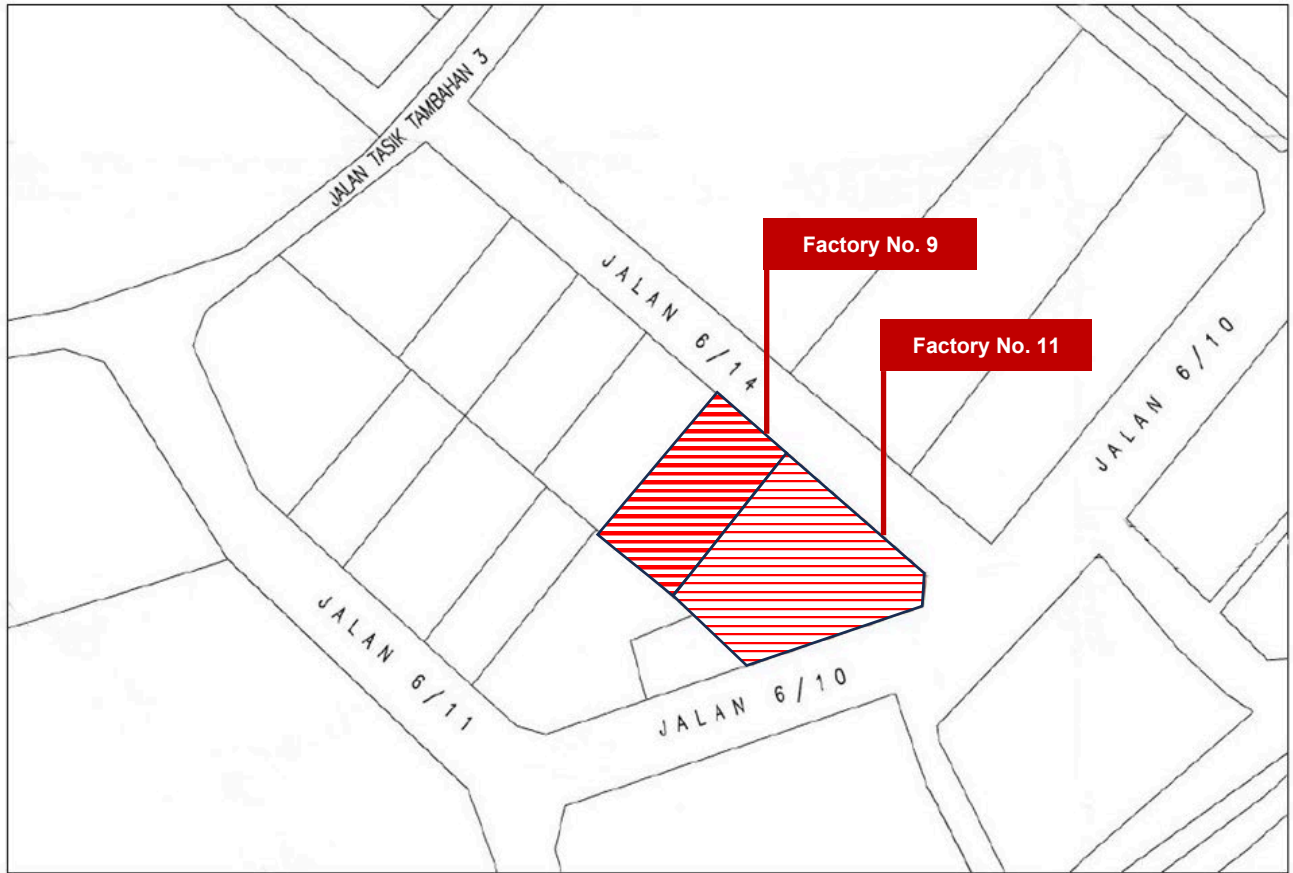 JALAN TASIK TAMBAHAN 3
Factory No. 9
JALAN 6/14
Factory No. 11
JALAN 6/10
JALAN 6/11
JALAN 6/10